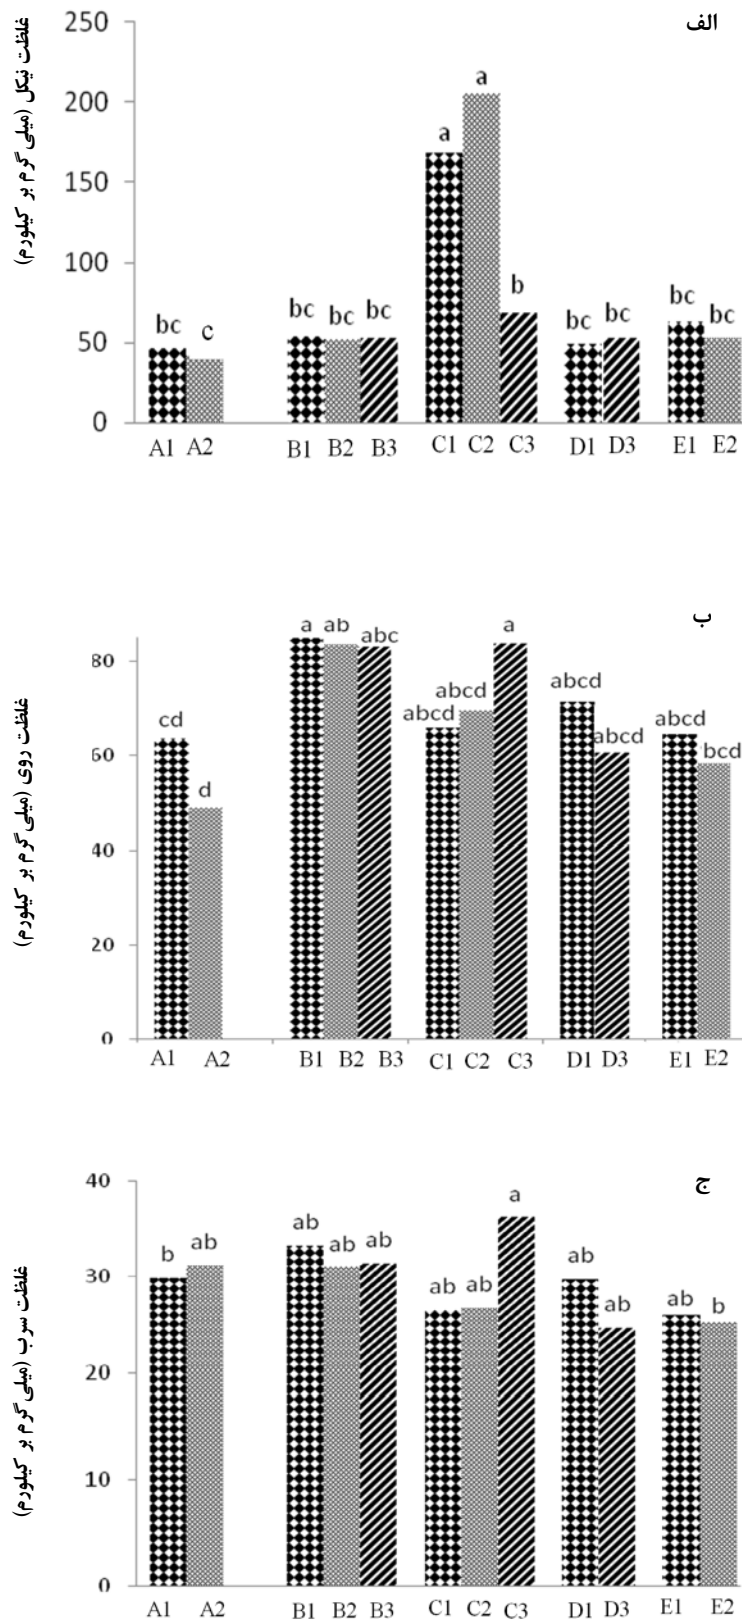 الف
غلظت نیکل (میلی گرم بر کیلورم)
250
200
150
100
50
0
bc
c
bc
bc
bc
a
a
b
bc
bc
bc
bc
A1 A2 B1 B2 B3 C1 C2 C3 D1 D3 E1 E2
ب
غلظت روی (میلی گرم بر کیلورم)
80
60
40
20
0
cd
d
a
ab
abc
abcd
abcd
a
abcd
abcd
abcd
bcd
A1 A2 B1 B2 B3 C1 C2 C3 D1 D3 E1 E2
ج
غلظت سرب (میلی گرم بر کیلورم)
40
30
20
10
0
b
ab
ab
ab
ab
ab
ab
a
ab
ab
ab
b
A1 A2 B1 B2 B3 C1 C2 C3 D1 D3 E1 E2